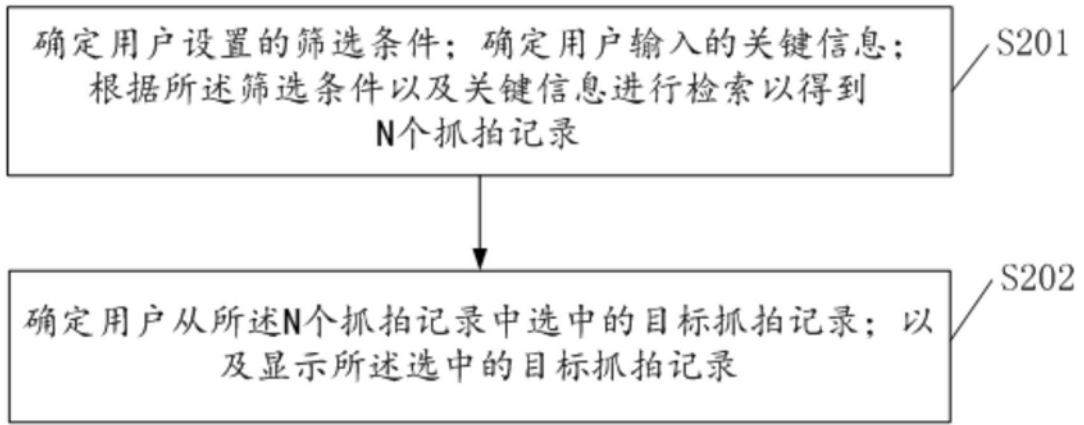 确定用户设置的筛选条件；确定用户输入的关键信息；
根据所述筛选条件以及关键信息进行检索以得到
N个抓拍记录
S201
确定用户从所述N个抓拍记录中选中的目标抓拍记录；以
及显示所述选中的目标抓拍记录
S202